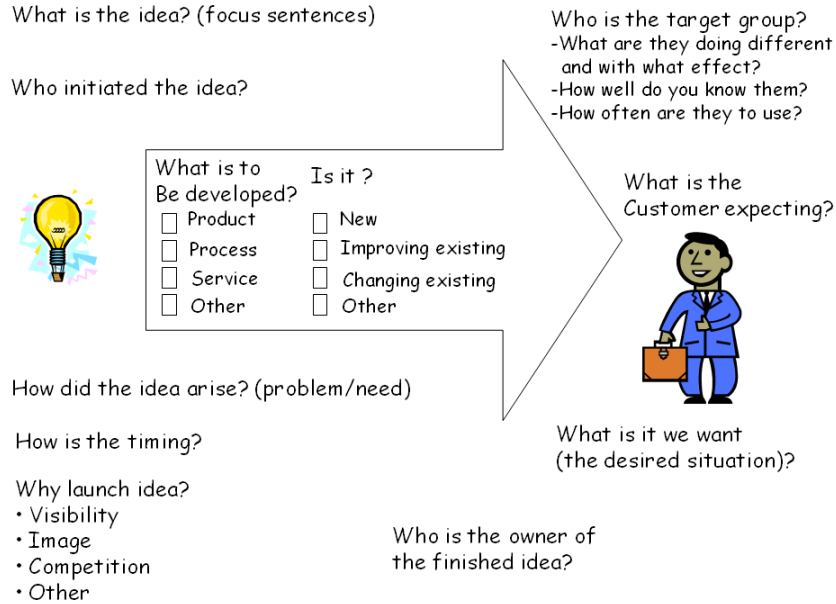 What is the idea? (focus sentences)
Who initiated the idea?
Who is the target group?
-What are they doing different
and with what effect?
-How well do you know them?
-How often are they to use?
What is to
Be developed?
Product
Process
Service
Other
Is it ?
New
Improving existing
Changing existing
Other
What is the
Customer expecting?
How did the idea arise? (problem/need)
How is the timing?
Why launch idea?
• Visibility
• Image
• Competition
• Other
What is it we want
(the desired situation)?
Who is the owner of
the finished idea?